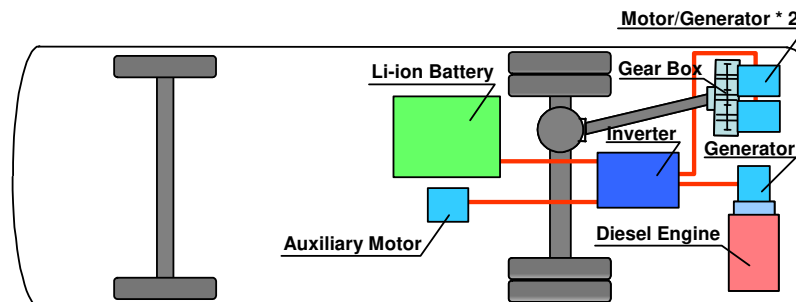 Motor/Generator * 2
Li-ion Battery
Gear Box
Inverter
Generator
Auxiliary Motor
Diesel Engine